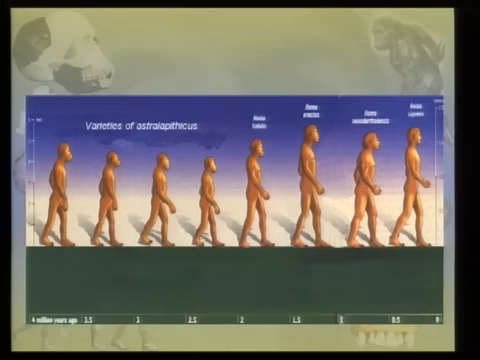 Varieties of astralapithicus
Homo
habilis
Homo
erectus
Homo
neanderthalensis
Homo
sapiens
4 million years ago 3.5 3 2.5 2 1.5 1 0.5 0